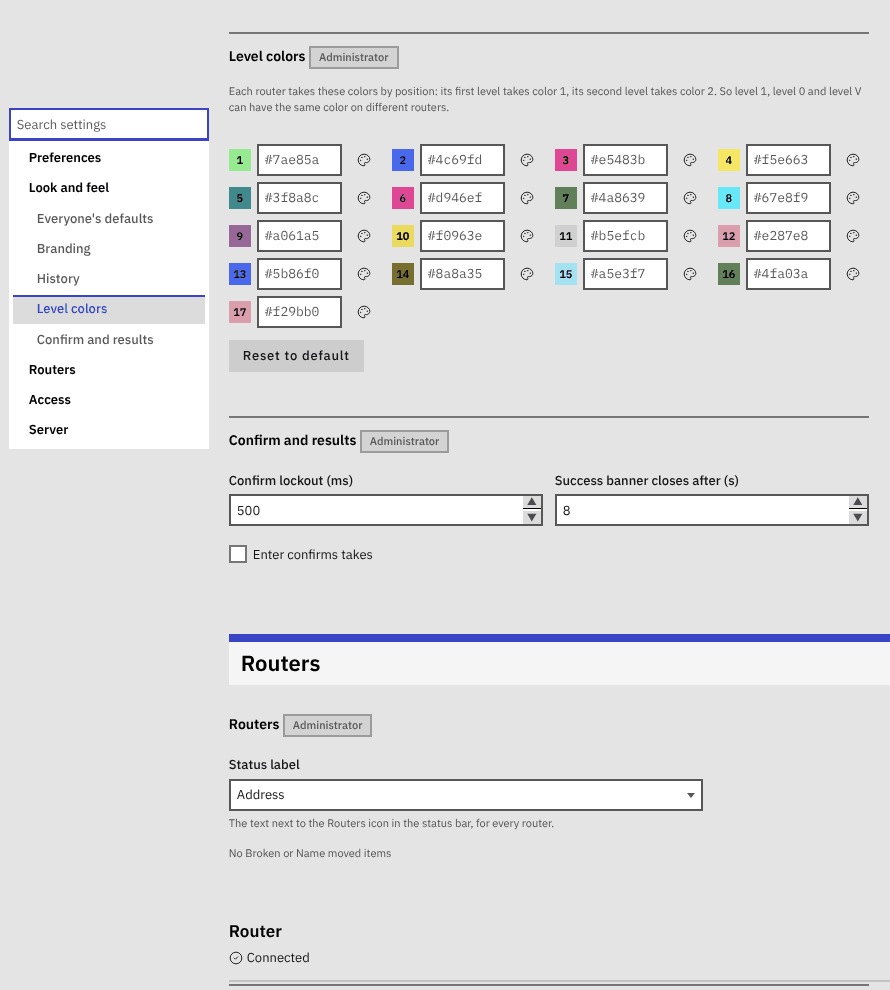 Search settings
Preferences
Look and feel
Everyone's defaults
Branding
History
Level colors
Confirm and results
Routers
Access
Server
Level colors Administrator
Each router takes these colors by position: its first level takes color 1, its second level takes color 2. So level 1, level 0 and level V
can have the same color on different routers.
1 #7ae85a 2 #4c69fd 3 #e5483b 4 #f5e663
5 #3f8a8c 6 #d946ef 7 #4a8639 8 #67e8f9
9 #a061a5 10 #f0963e 11 #b5efcb 12 #e287e8
13 #5b86f0 14 #8a8a35 15 #a5e3f7 16 #4fa03a
17 #f29bb0
Reset to default
Confirm and results Administrator
Confirm lockout (ms) Success banner closes after (s)
500 8
Enter confirms takes
Routers
Routers Administrator
Status label
Address
The text next to the Routers icon in the status bar, for every router.
No Broken or Name moved items
Router
Connected